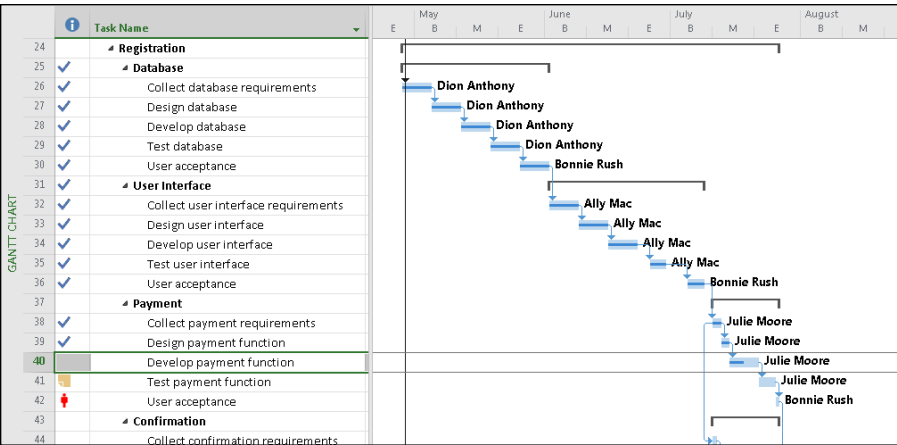 May June July August
Task Name E B M E B M E B M E B M
24 Registration
25 Database
26 Collect database requirements Dion Anthony
27 Design database Dion Anthony
28 Develop database Dion Anthony
29 Test database Dion Anthony
30 User acceptance Bonnie Rush
31 User Interface
32 Collect user interface requirements Ally Mac
33 Design user interface Ally Mac
34 Develop user interface Ally Mac
35 Test user interface Ally Mac
36 User acceptance Bonnie Rush
37 Payment
38 Collect payment requirements Julie Moore
39 Design payment function Julie Moore
40 Develop payment function Julie Moore
41 Test payment function Julie Moore
42 User acceptance Bonnie Rush
43 Confirmation
44 Collect confirmation requirements
GANTT CHART